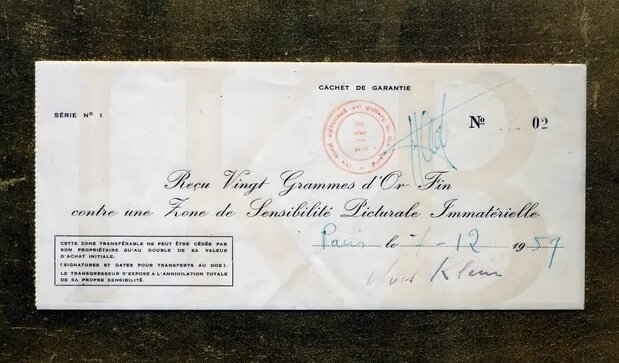 CACHET DE GARANTIE
SÉRIE Nº 1
Nº 02
Reçu Vingt Grammes d'Or Fin
contre une Zone de Sensibilité Picturale Immatérielle
Paris le 7-12 1959
Yves Klein
CETTE ZONE TRANSFÉRABLE NE PEUT ÊTRE CÉDÉE PAR
SON PROPRIÉTAIRE QU'AU DOUBLE DE SA VALEUR
D'ACHAT INITIALE.
(SIGNATURES ET DATES POUR TRANSFERTS AU DOS).
LE TRANSGRESSEUR S'EXPOSE A L'ANNIHILATION TOTALE
DE SA PROPRE SENSIBILITÉ.